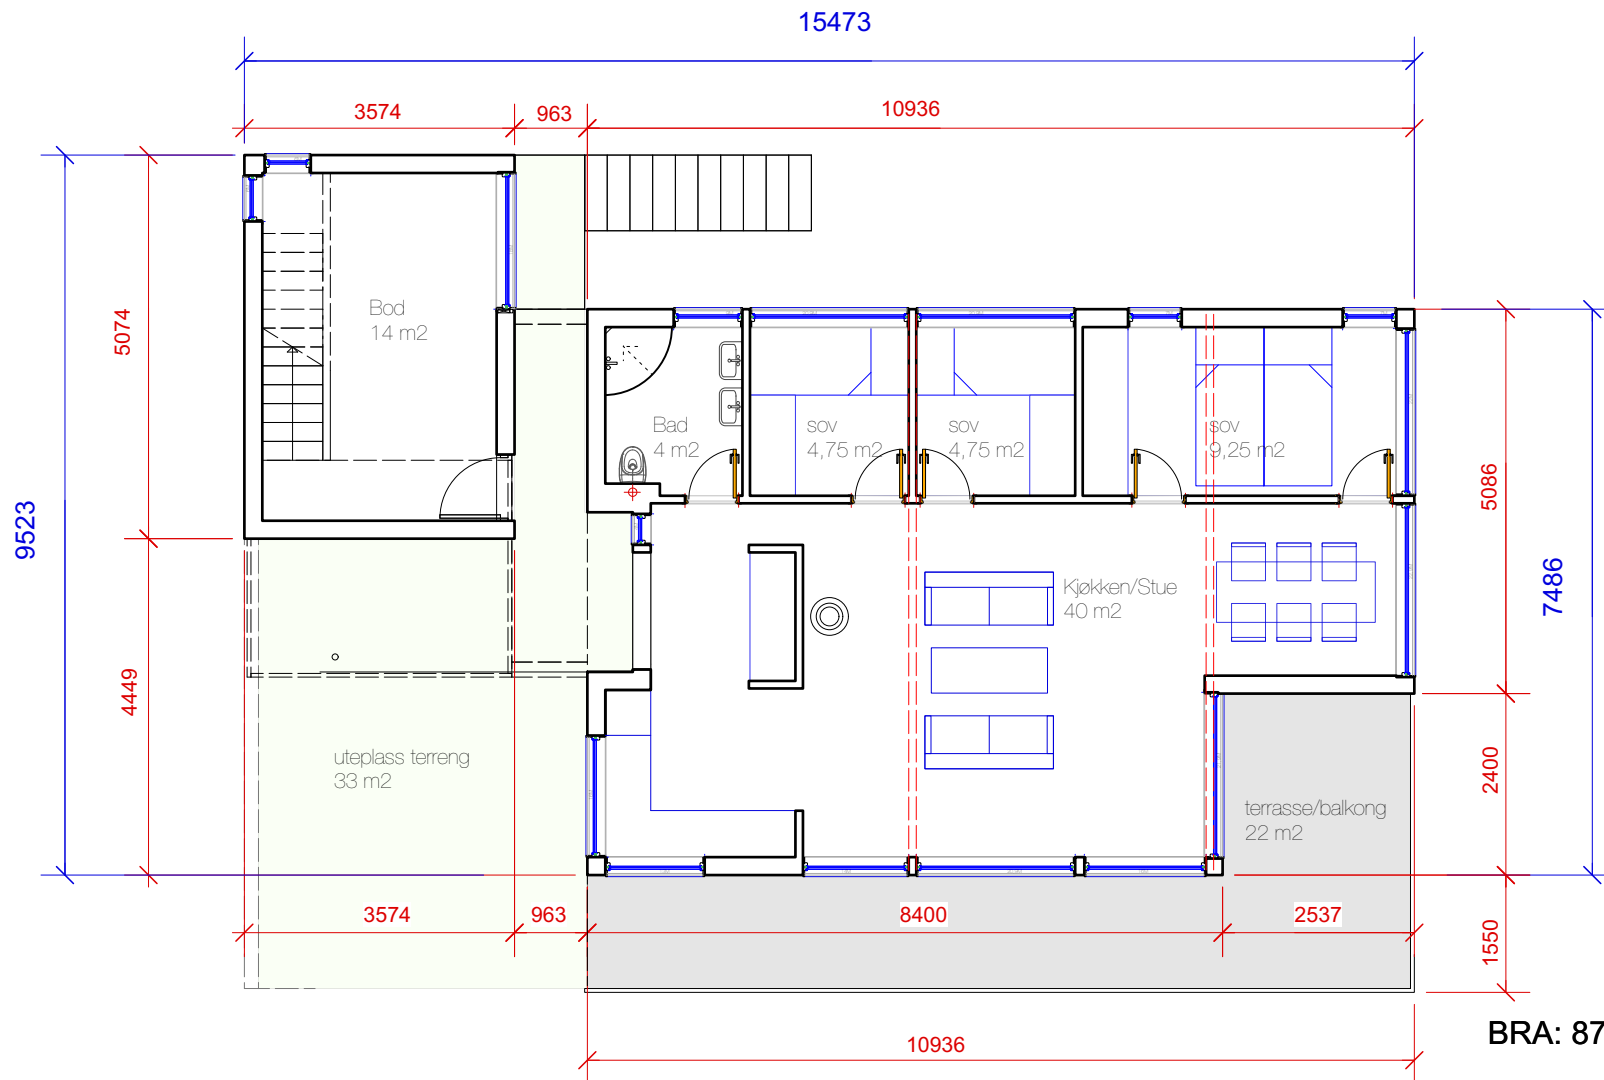 15473
3574
963
10936
Bod
14 m2
5074
Bad
4 m2
sov
4,75 m2
sov
4,75 m2
sov
9,25 m2
5086
9523
7486
Kjøkken/Stue
40 m2
4449
uteplass terreng
33 m2
2400
terrasse/balkong
22 m2
3574
963
8400
2537
1550
10936
BRA: 87